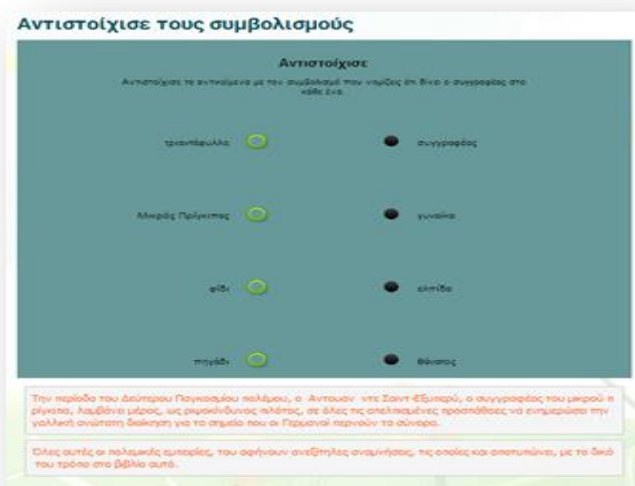 Αντιστοίχισε τους συμβολισμούς
Αντιστοίχισε
Αντιστοίχισε τα αντικείμενα με τον συμβολισμό που νομίζεις ότι δίνει ο συγγραφέας στο
κάθε ένα.
τριαντάφυλλα συγγραφέας
Μικρός Πρίγκιπας γυναίκα
φίδι ελπίδα
πηγάδι θάνατος
Την περίοδο του Δεύτερου Παγκοσμίου πολέμου, ο Αντουάν ντε Σαιντ-Εξυπερύ, ο συγγραφέας του μικρού π
ρίγκιπα, λαμβάνει μέρος, ως ριψοκίνδυνος πιλότος, σε όλες τις απελπισμένες προσπάθειες να ενημερώσει την
γαλλική ανώτατη διοίκηση για τα σημεία που οι Γερμανοί περνούν τα σύνορα.
Όλες αυτές οι πολεμικές εμπειρίες, του αφήνουν ανεξίτηλες αναμνήσεις, τις οποίες και αποτυπώνει, με το δικό
του τρόπο στο βιβλίο αυτό.